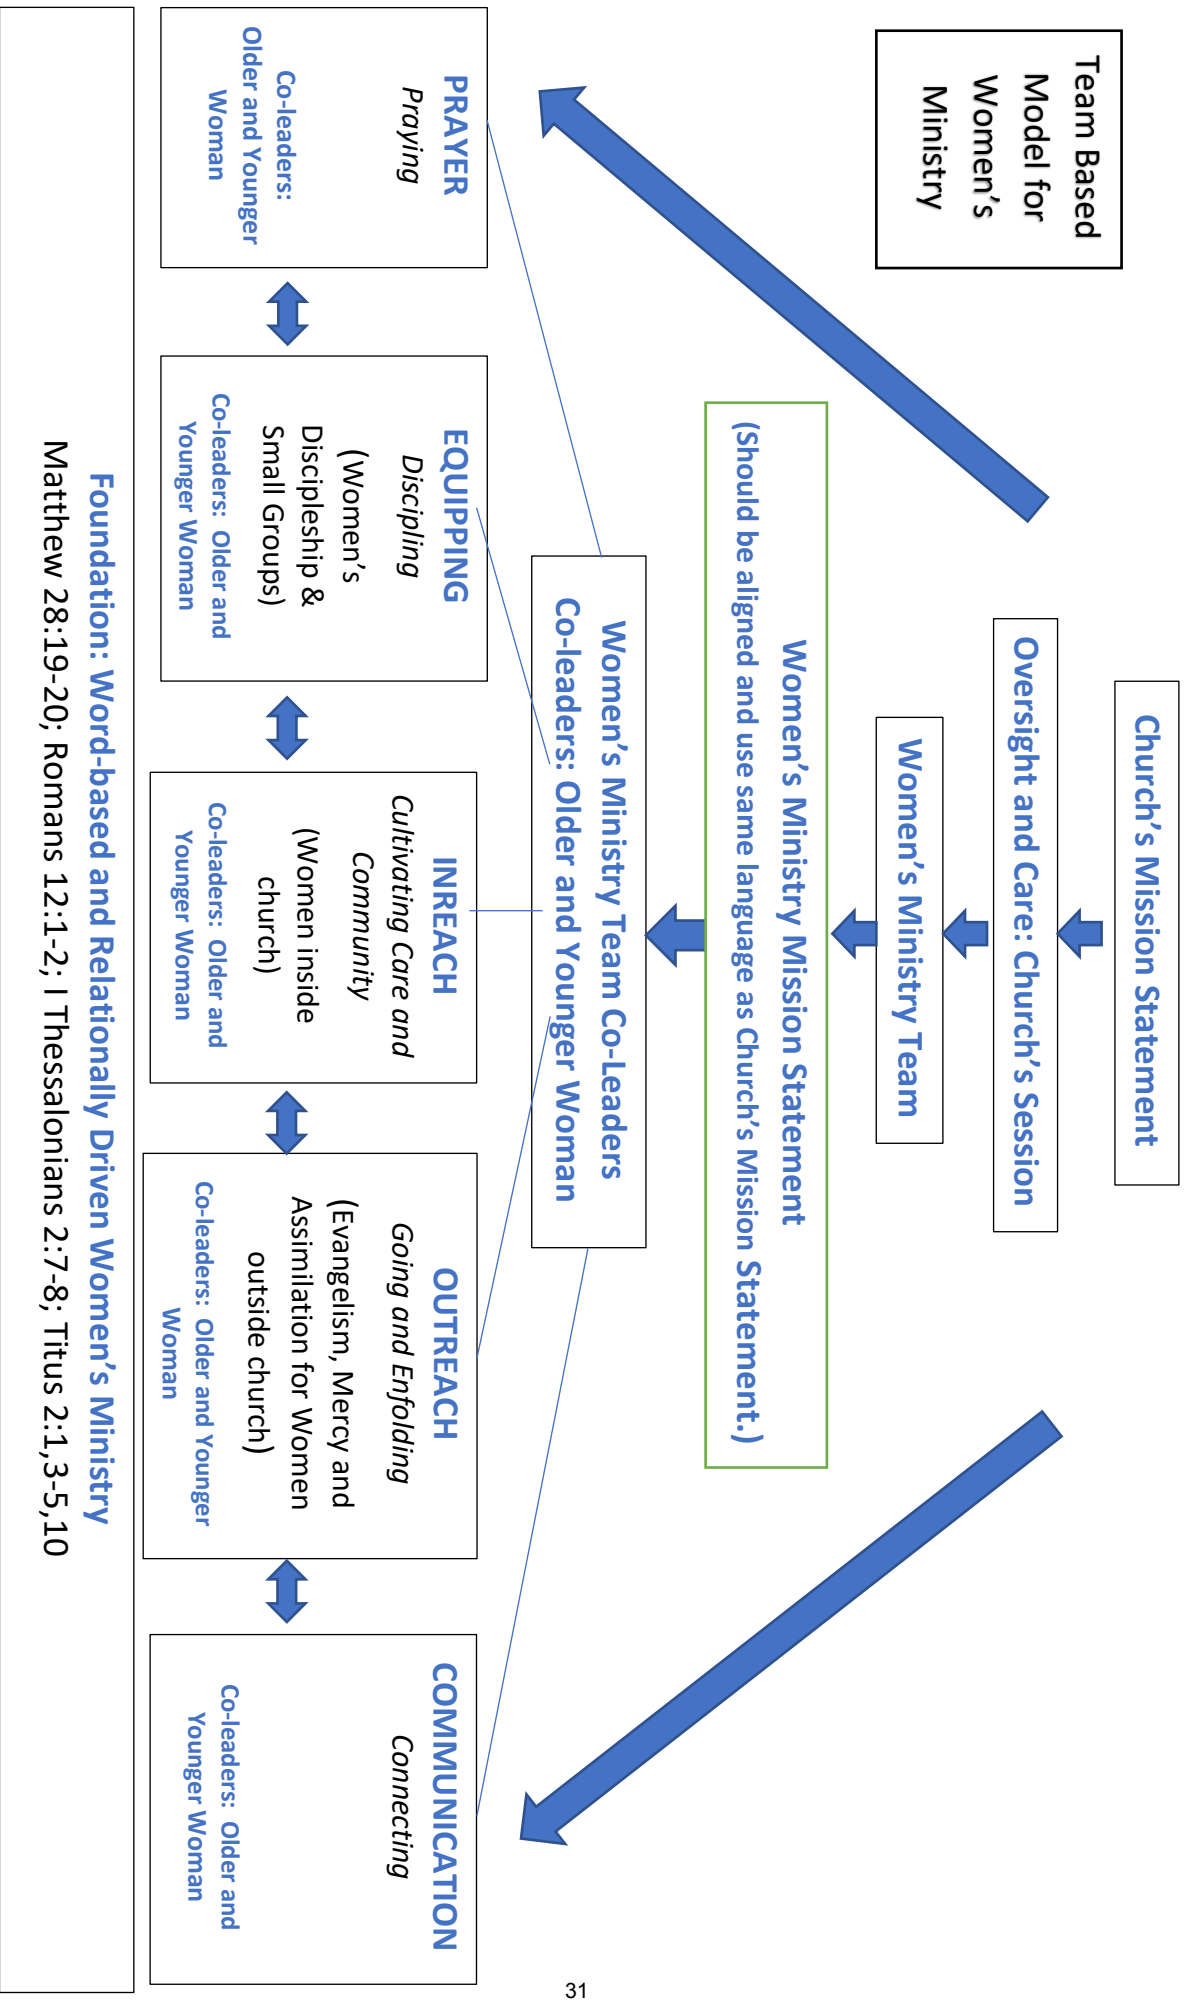 Team Based
Model for
Women's
Ministry
Church's Mission Statement
Oversight and Care: Church's Session
Women's Ministry Team
Women's Ministry Mission Statement
(Should be aligned and use same language as Church's Mission Statement.)
Women's Ministry Team Co-Leaders
Co-leaders: Older and Younger Woman
PRAYER
Praying
Co-leaders:
Older and Younger
Woman
EQUIPPING
Discipling
(Women's
Discipleship &
Small Groups)
Co-leaders: Older and
Younger Woman
INREACH
Cultivating Care and
Community
(Women inside
church)
Co-leaders: Older and
Younger Woman
OUTREACH
Going and Enfolding
(Evangelism, Mercy and
Assimilation for Women
outside church)
Co-leaders: Older and Younger
Woman
COMMUNICATION
Connecting
Co-leaders: Older and
Younger Woman
Foundation: Word-based and Relationally Driven Women's Ministry
Matthew 28:19-20; Romans 12:1-2; I Thessalonians 2:7-8; Titus 2:1,3-5,10
31